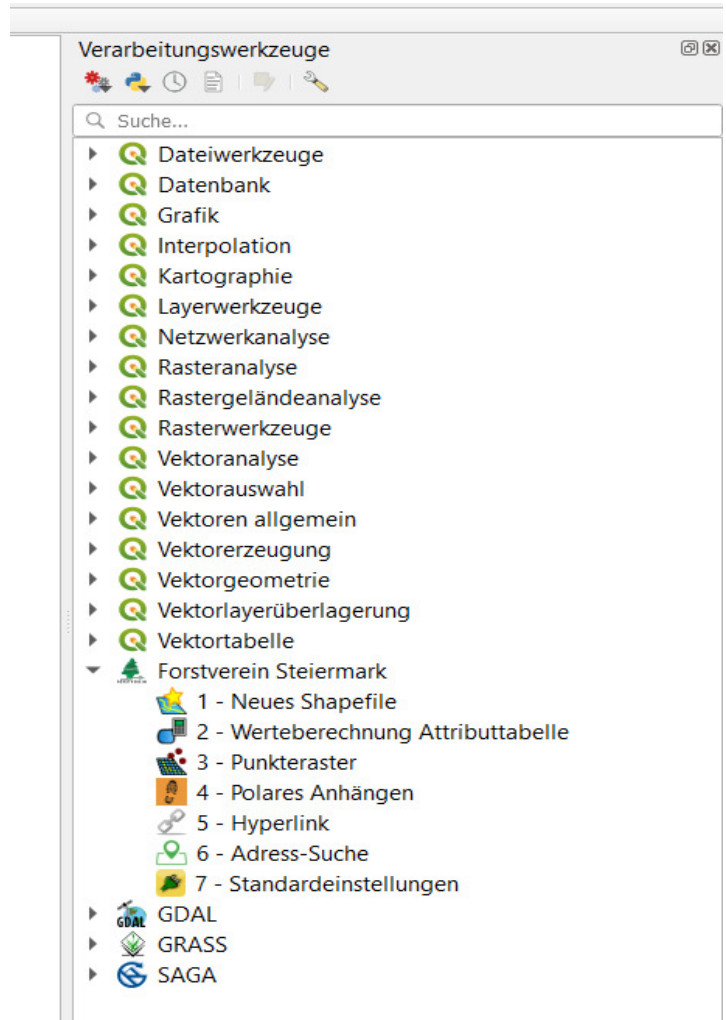 Verarbeitungswerkzeuge
Suche...
Dateiwerkzeuge
Datenbank
Grafik
Interpolation
Kartographie
Layerwerkzeuge
Netzwerkanalyse
Rasteranalyse
Rastergeländeanalyse
Rasterwerkzeuge
Vektoranalyse
Vektorauswahl
Vektoren allgemein
Vektorerzeugung
Vektorgeometrie
Vektorlayerüberlagerung
Vektortabelle
Forstverein Steiermark
1 - Neues Shapefile
2 - Werteberechnung Attributtabelle
3 - Punkteraster
4 - Polares Anhängen
5 - Hyperlink
6 - Adress-Suche
7 - Standardeinstellungen
GDAL GDAL
GRASS
SAGA